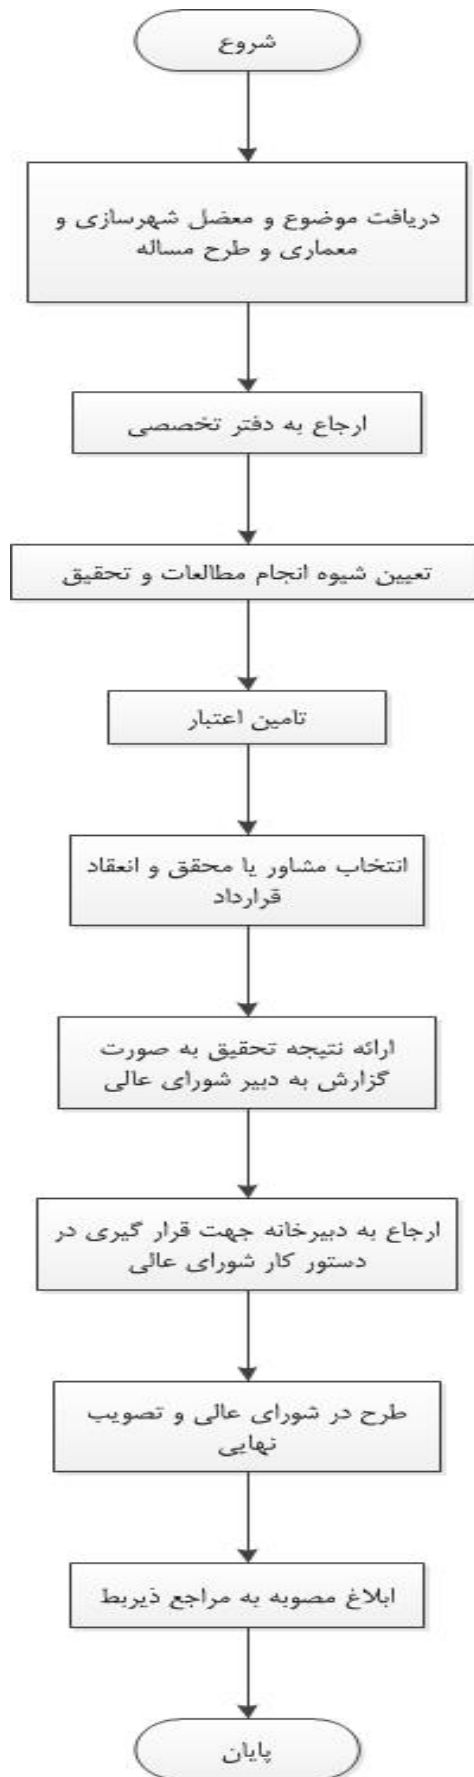 شروع
دریافت موضوع و معضل شهرسازی و
معماری و طرح مساله
ارجاع به دفتر تخصصی
تعیین شیوه انجام مطالعات و تحقیق
تامین اعتبار
انتخاب مشاور یا محقق و انعقاد
قرارداد
ارائه نتیجه تحقیق به صورت
گزارش به دبیر شورای عالی
ارجاع به دبیرخانه جهت قرار گیری در
دستور کار شورای عالی
طرح در شورای عالی و تصویب
نهایی
ابلاغ مصوبه به مراجع ذیربط
پایان